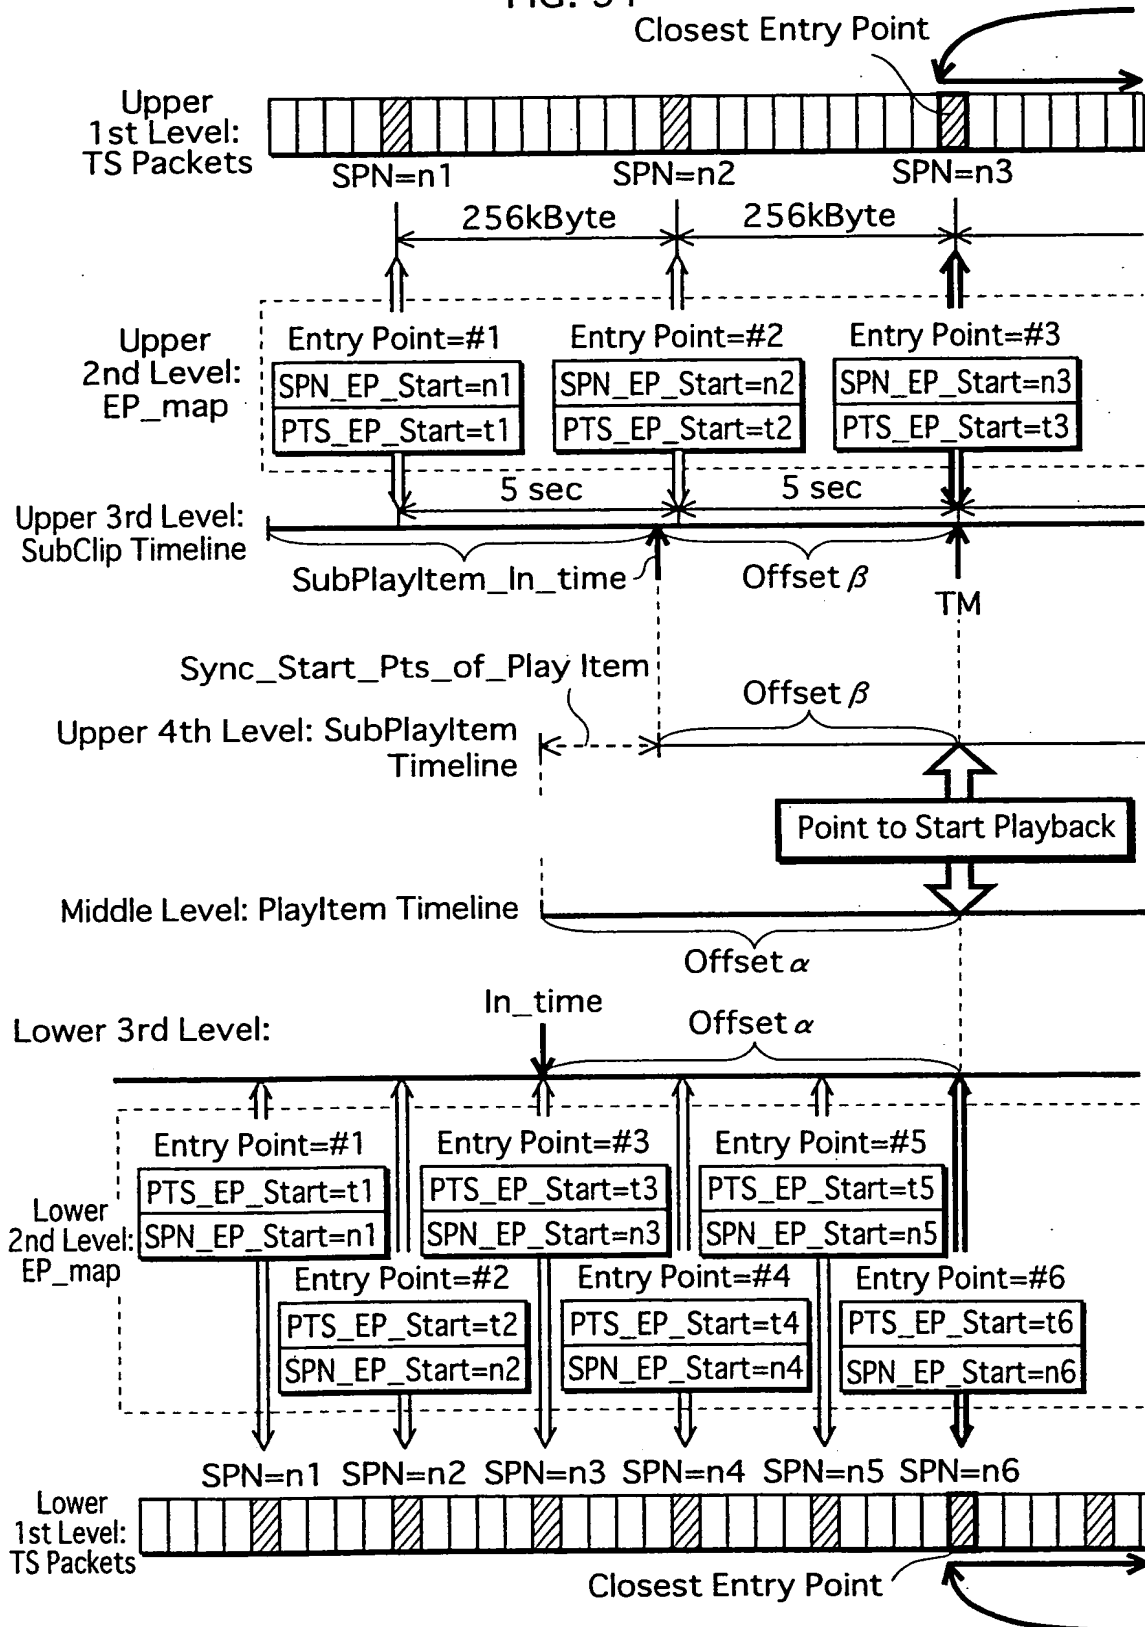 Closest Entry Point
Upper
1st Level:
TS Packets
SPN=n1 SPN=n2 SPN=n3
256kByte 256kByte
Upper
2nd Level:
EP_map
Entry Point=#1 Entry Point=#2 Entry Point=#3
SPN_EP_Start=n1 SPN_EP_Start=n2 SPN_EP_Start=n3
PTS_EP_Start=t1 PTS_EP_Start=t2 PTS_EP_Start=t3
5 sec 5 sec
Upper 3rd Level:
SubClip Timeline
SubPlayItem_In_time Offset β
TM
Sync_Start_Pts_of_Play Item
Offset β
Upper 4th Level: SubPlayItem
Timeline
Point to Start Playback
Middle Level: PlayItem Timeline
Offset α
In_time
Lower 3rd Level:
Offset α
Entry Point=#1 Entry Point=#3 Entry Point=#5
PTS_EP_Start=t1 PTS_EP_Start=t3 PTS_EP_Start=t5
SPN_EP_Start=n1 SPN_EP_Start=n3 SPN_EP_Start=n5
Lower
2nd Level:
EP_map
Entry Point=#2 Entry Point=#4 Entry Point=#6
PTS_EP_Start=t2 PTS_EP_Start=t4 PTS_EP_Start=t6
SPN_EP_Start=n2 SPN_EP_Start=n4 SPN_EP_Start=n6
SPN=n1 SPN=n2 SPN=n3 SPN=n4 SPN=n5 SPN=n6
Lower
1st Level:
TS Packets
Closest Entry Point